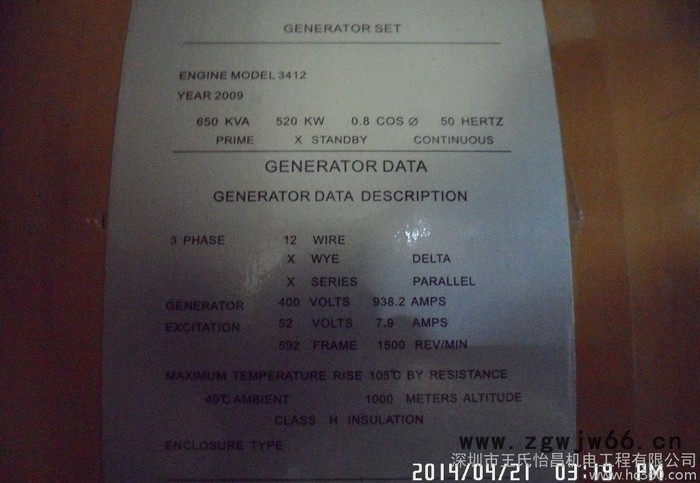 GENERATOR SET
ENGINE MODEL 3412
YEAR 2009
650 KVA 520 KW 0.8 COS Ø 50 HERTZ
PRIME X STANDBY CONTINUOUS
GENERATOR DATA
GENERATOR DATA DESCRIPTION
3 PHASE 12 WIRE
X WYE DELTA
X SERIES PARALLEL
GENERATOR 400 VOLTS 938.2 AMPS
EXCITATION 52 VOLTS 7.9 AMPS
592 FRAME 1500 REV/MIN
MAXIMUM TEMPERATURE RISE 105℃ BY RESISTANCE
40℃ AMBIENT 1000 METERS ALTITUDE
CLASS H INSULATION
ENCLOSURE TYPE
www.zgwjw66.cn
深圳市王氏怡昌机电工程有限公司
2014/04/21 03:19 PM